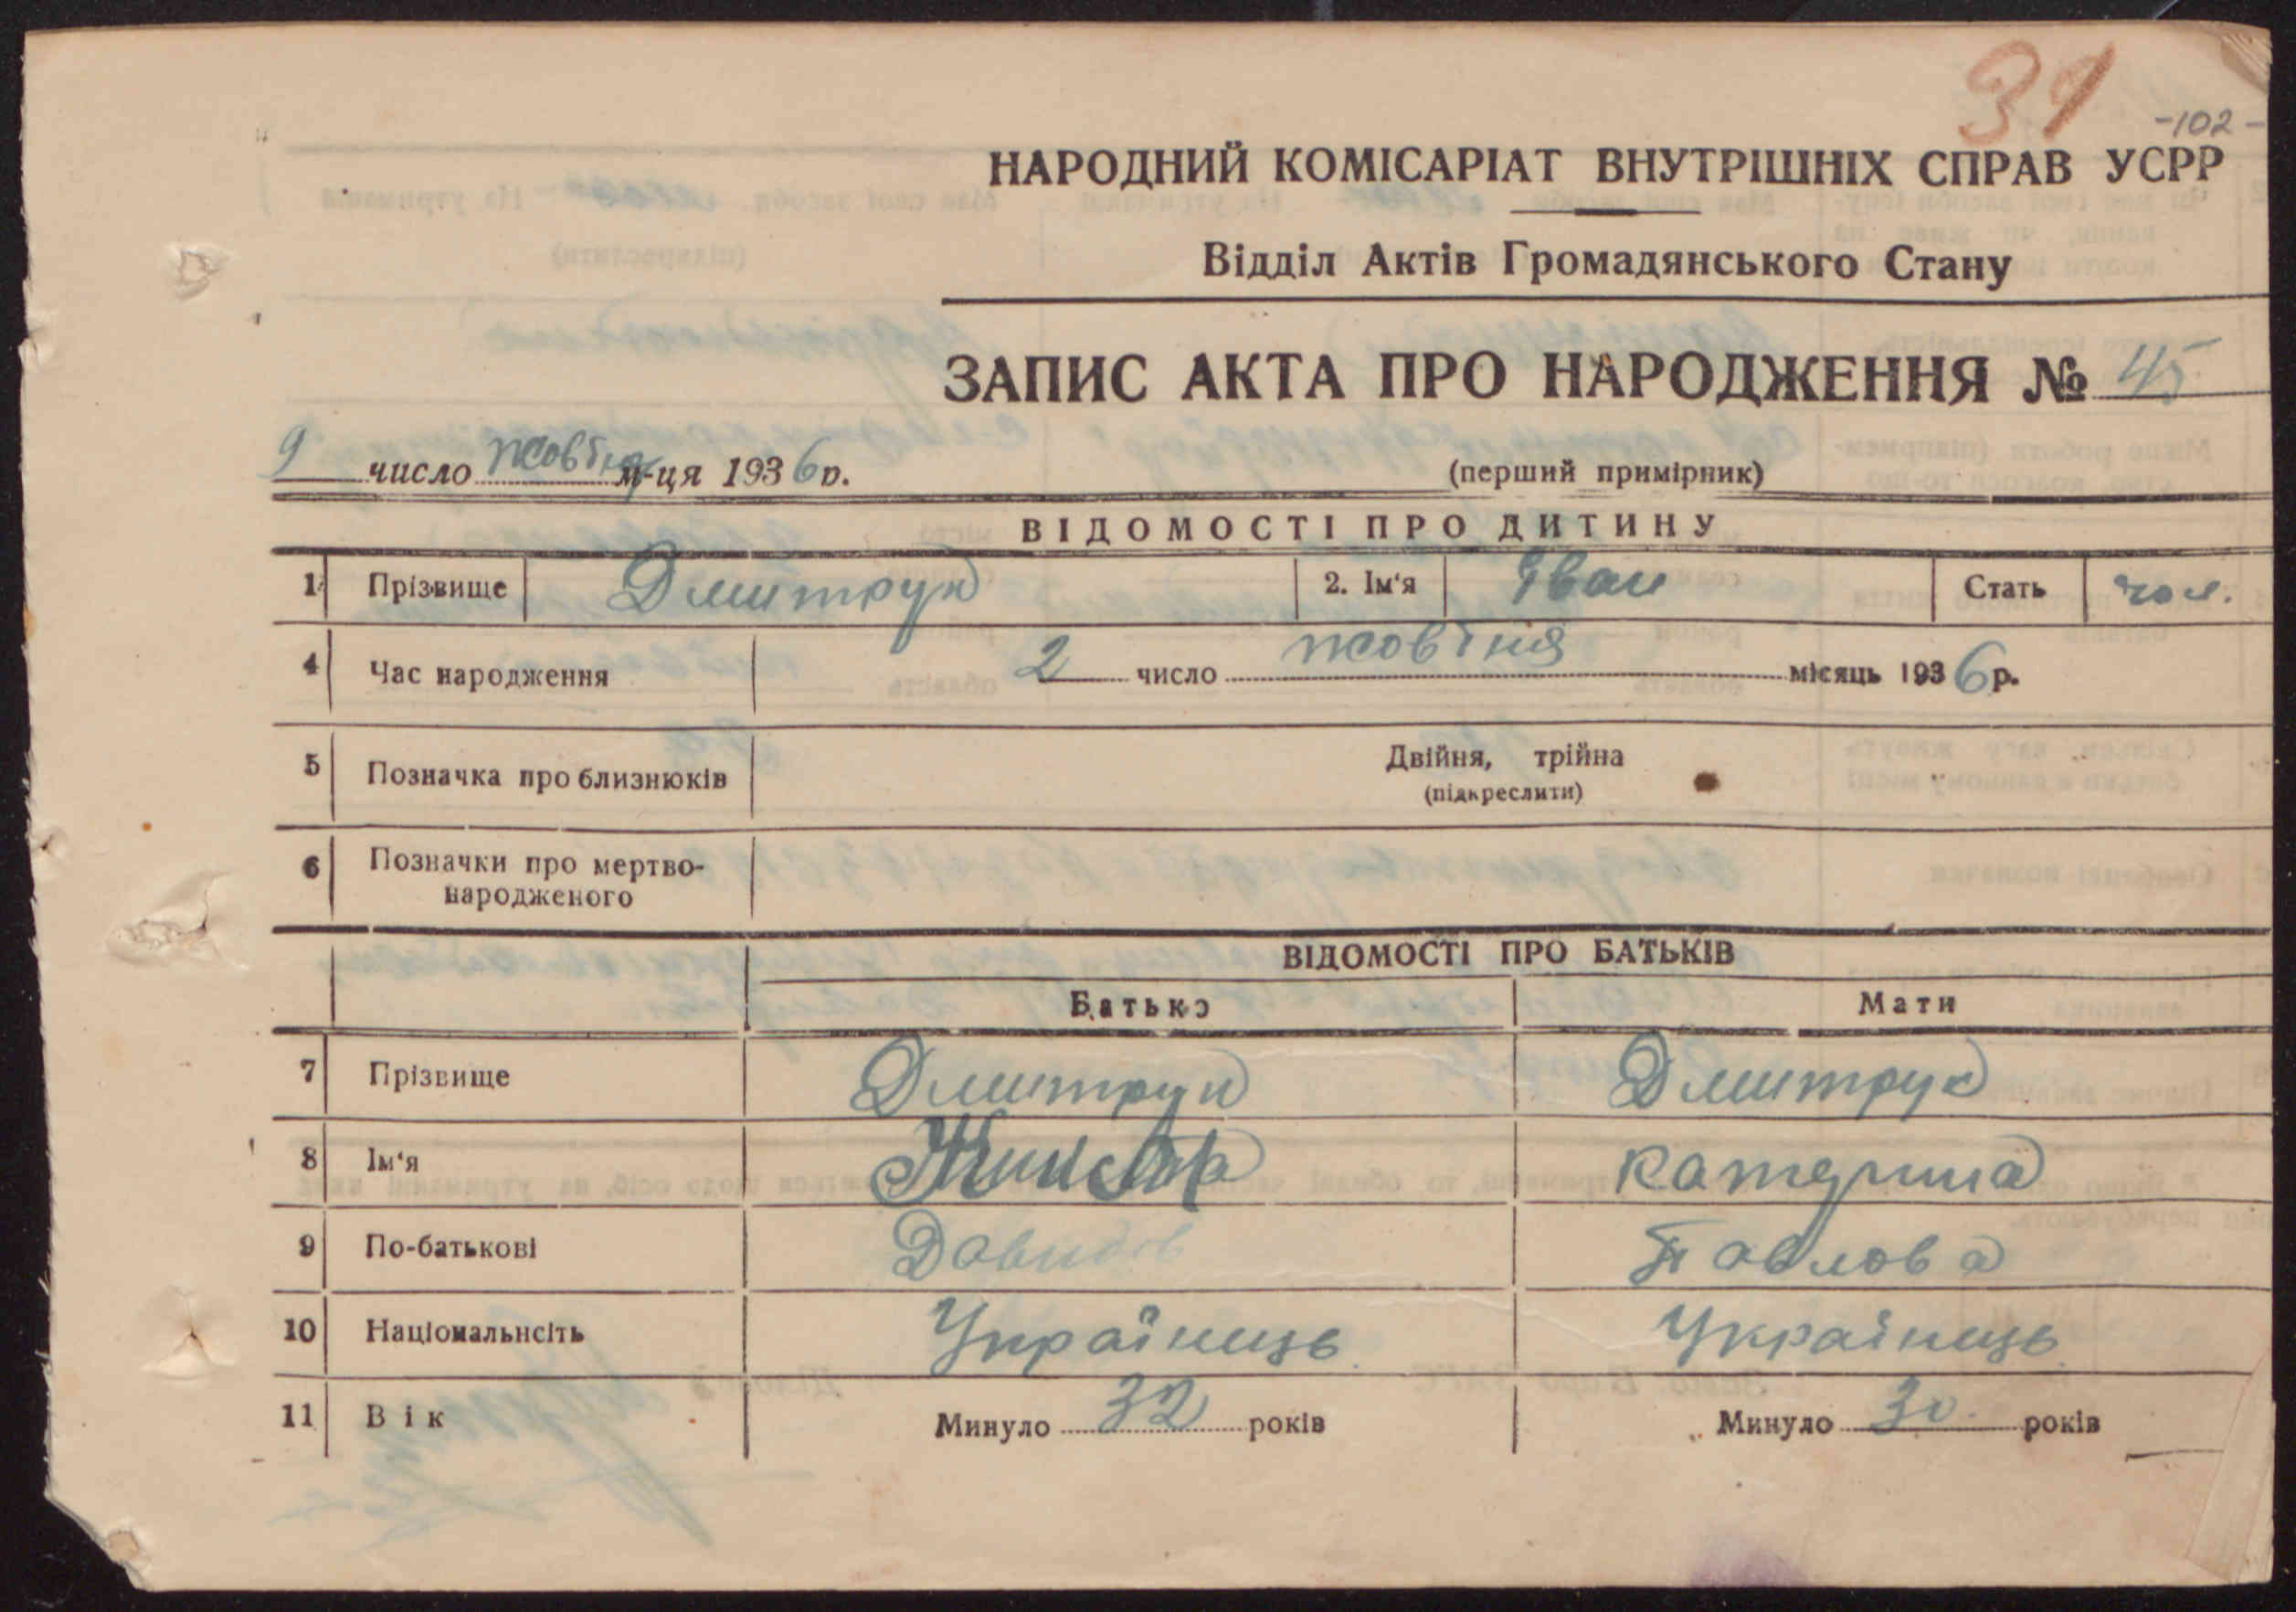 31
-102-
НАРОДНИЙ КОМІСАРІАТ ВНУТРІШНІХ СПРАВ УСРР
Відділ Актів Громадянського Стану
ЗАПИС АКТА ПРО НАРОДЖЕННЯ № 45
9 число жовтня м-ця 1936 р.
(перший примірник)
ВІДОМОСТІ ПРО ДИТИНУ
1 Прізвище Дмитрук 2. Ім‘я Іван Стать чол.
4 Час народження 2 число жовтня місяць 1936 р.
5 Позначка про близнюків Двійня, трійна
(підкреслити)
6 Позначки про мертво-
народженого
ВІДОМОСТІ ПРО БАТЬКІВ
Батько Мати
7 Прізвище Дмитрук Дмитрук
8 Ім‘я Катерина
9 По-батькові Давидов Павлова
10 Національнсіть Українець Українець
11 Вік Минуло 32 років Минуло 30 років